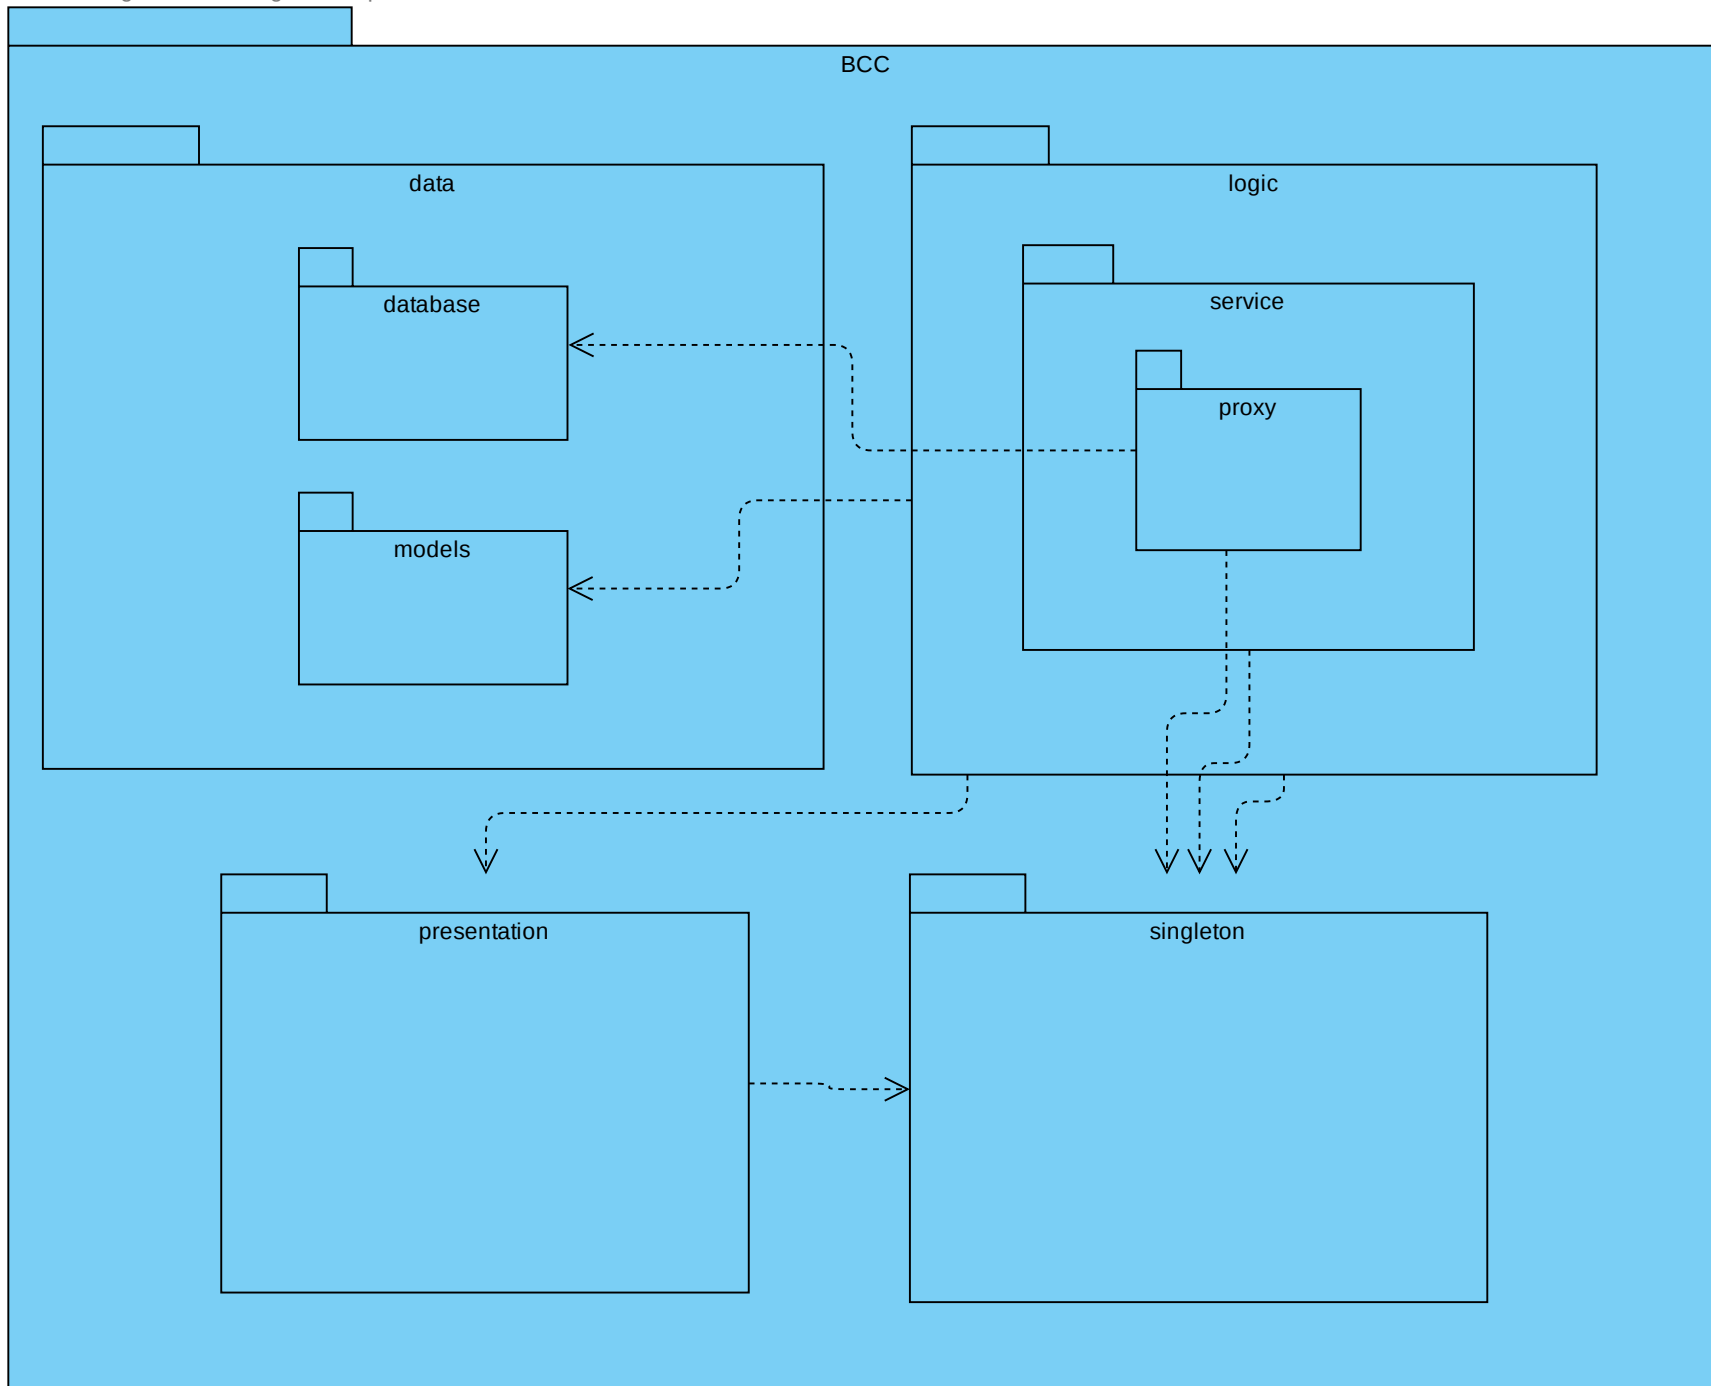 BCC
data
logic
database
service
proxy
models
presentation
singleton